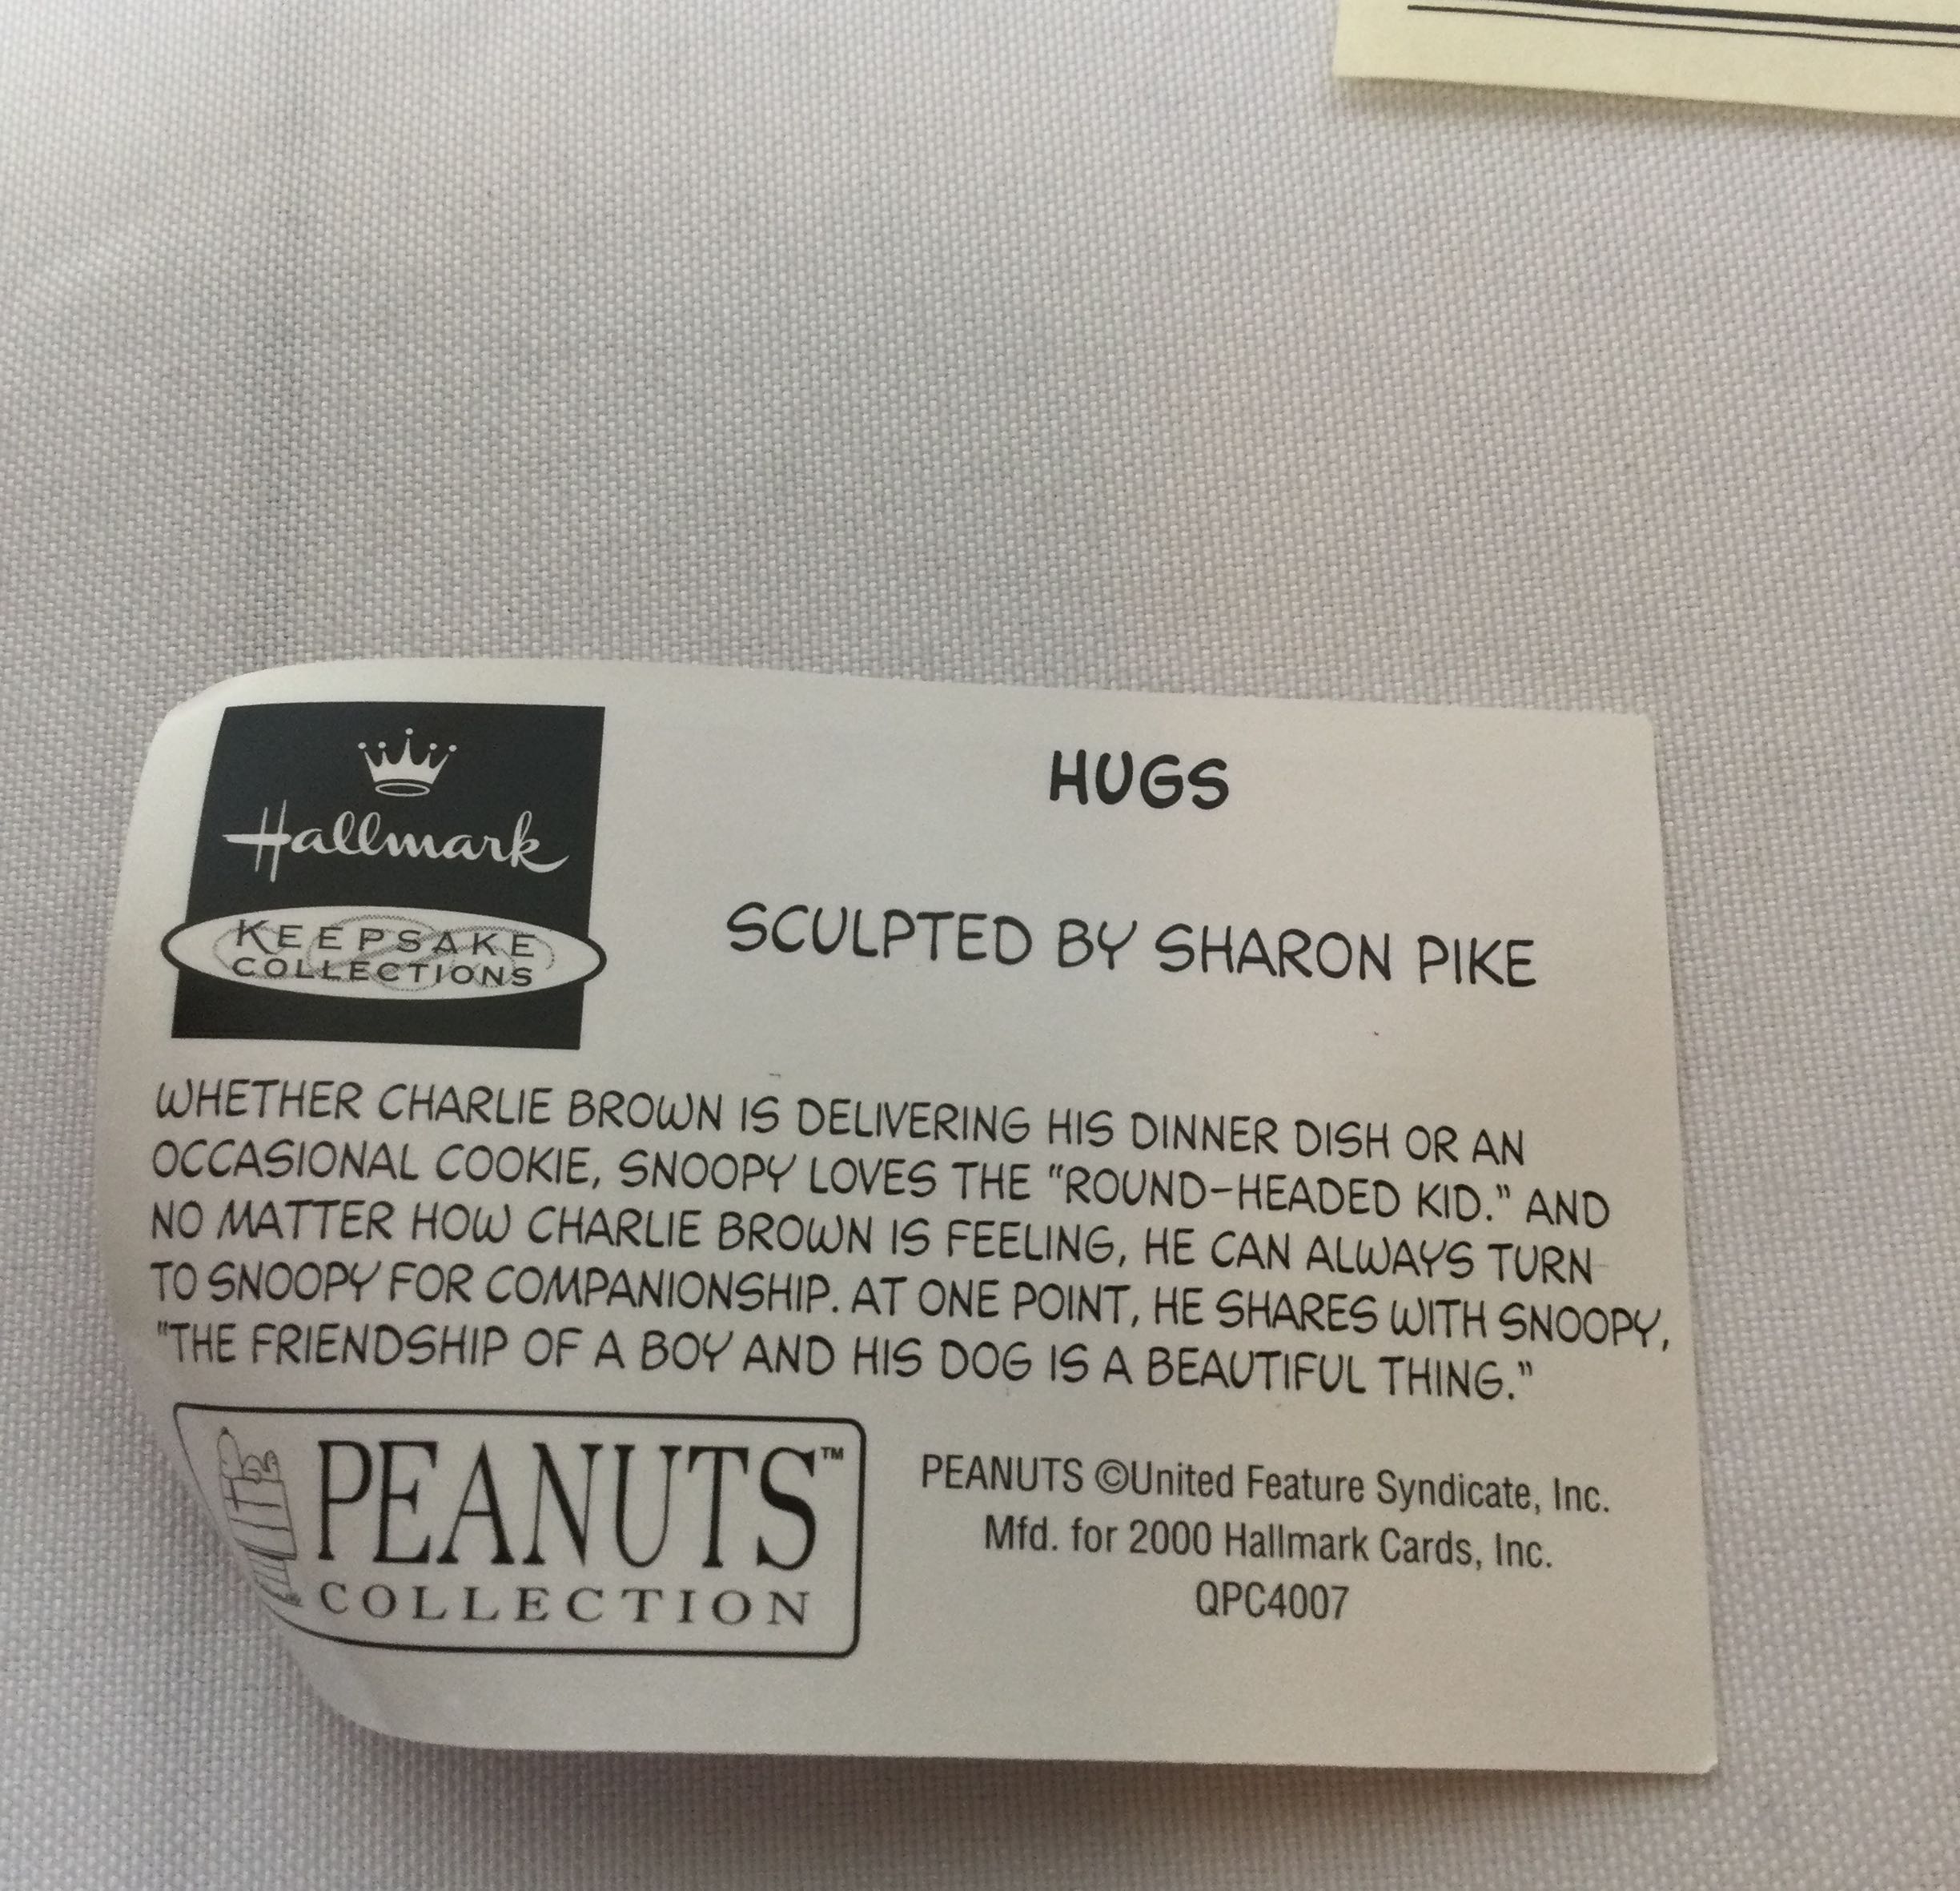 Hallmark
KEEPSAKE
COLLECTIONS
HUGS
SCULPTED BY SHARON PIKE
WHETHER CHARLIE BROWN IS DELIVERING HIS DINNER DISH OR AN
OCCASIONAL COOKIE, SNOOPY LOVES THE "ROUND-HEADED KID." AND
NO MATTER HOW CHARLIE BROWN IS FEELING, HE CAN ALWAYS TURN
TO SNOOPY FOR COMPANIONSHIP. AT ONE POINT, HE SHARES WITH SNOOPY,
"THE FRIENDSHIP OF A BOY AND HIS DOG IS A BEAUTIFUL THING."
PEANUTS™
COLLECTION
PEANUTS ©United Feature Syndicate, Inc.
Mfd. for 2000 Hallmark Cards, Inc.
QPC4007